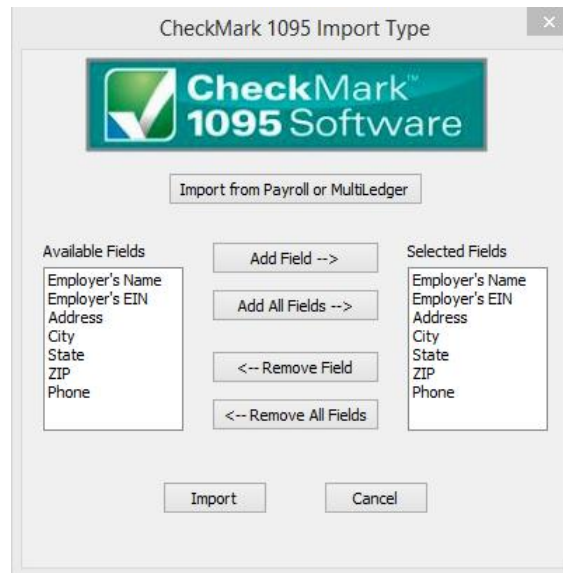 CheckMark 1095 Import Type
CheckMark™
1095 Software
Import from Payroll or MultiLedger
Available Fields
Employer's Name
Employer's EIN
Address
City
State
ZIP
Phone
Add Field -->
Add All Fields -->
<-- Remove Field
<-- Remove All Fields
Selected Fields
Employer's Name
Employer's EIN
Address
City
State
ZIP
Phone
Import
Cancel